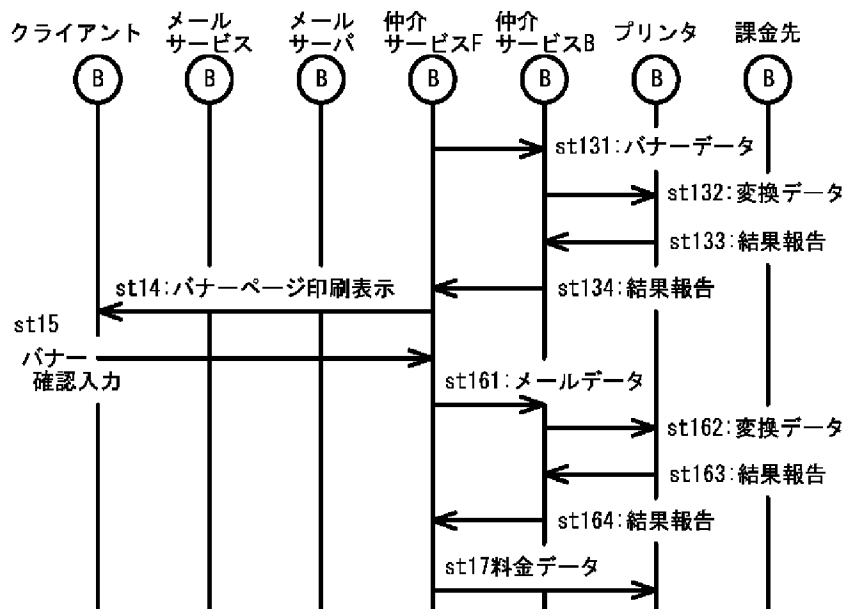 クライアント
メール
サービス
メール
サーバ
仲介
サービスF
仲介
サービスB
プリンタ
課金先
B
B
B
B
B
B
B
st131:バナーデータ
st132:変換データ
st133:結果報告
st134:結果報告
st14:バナーページ印刷表示
st15
バナー
確認入力
st161:メールデータ
st162:変換データ
st163:結果報告
st164:結果報告
st17料金データ